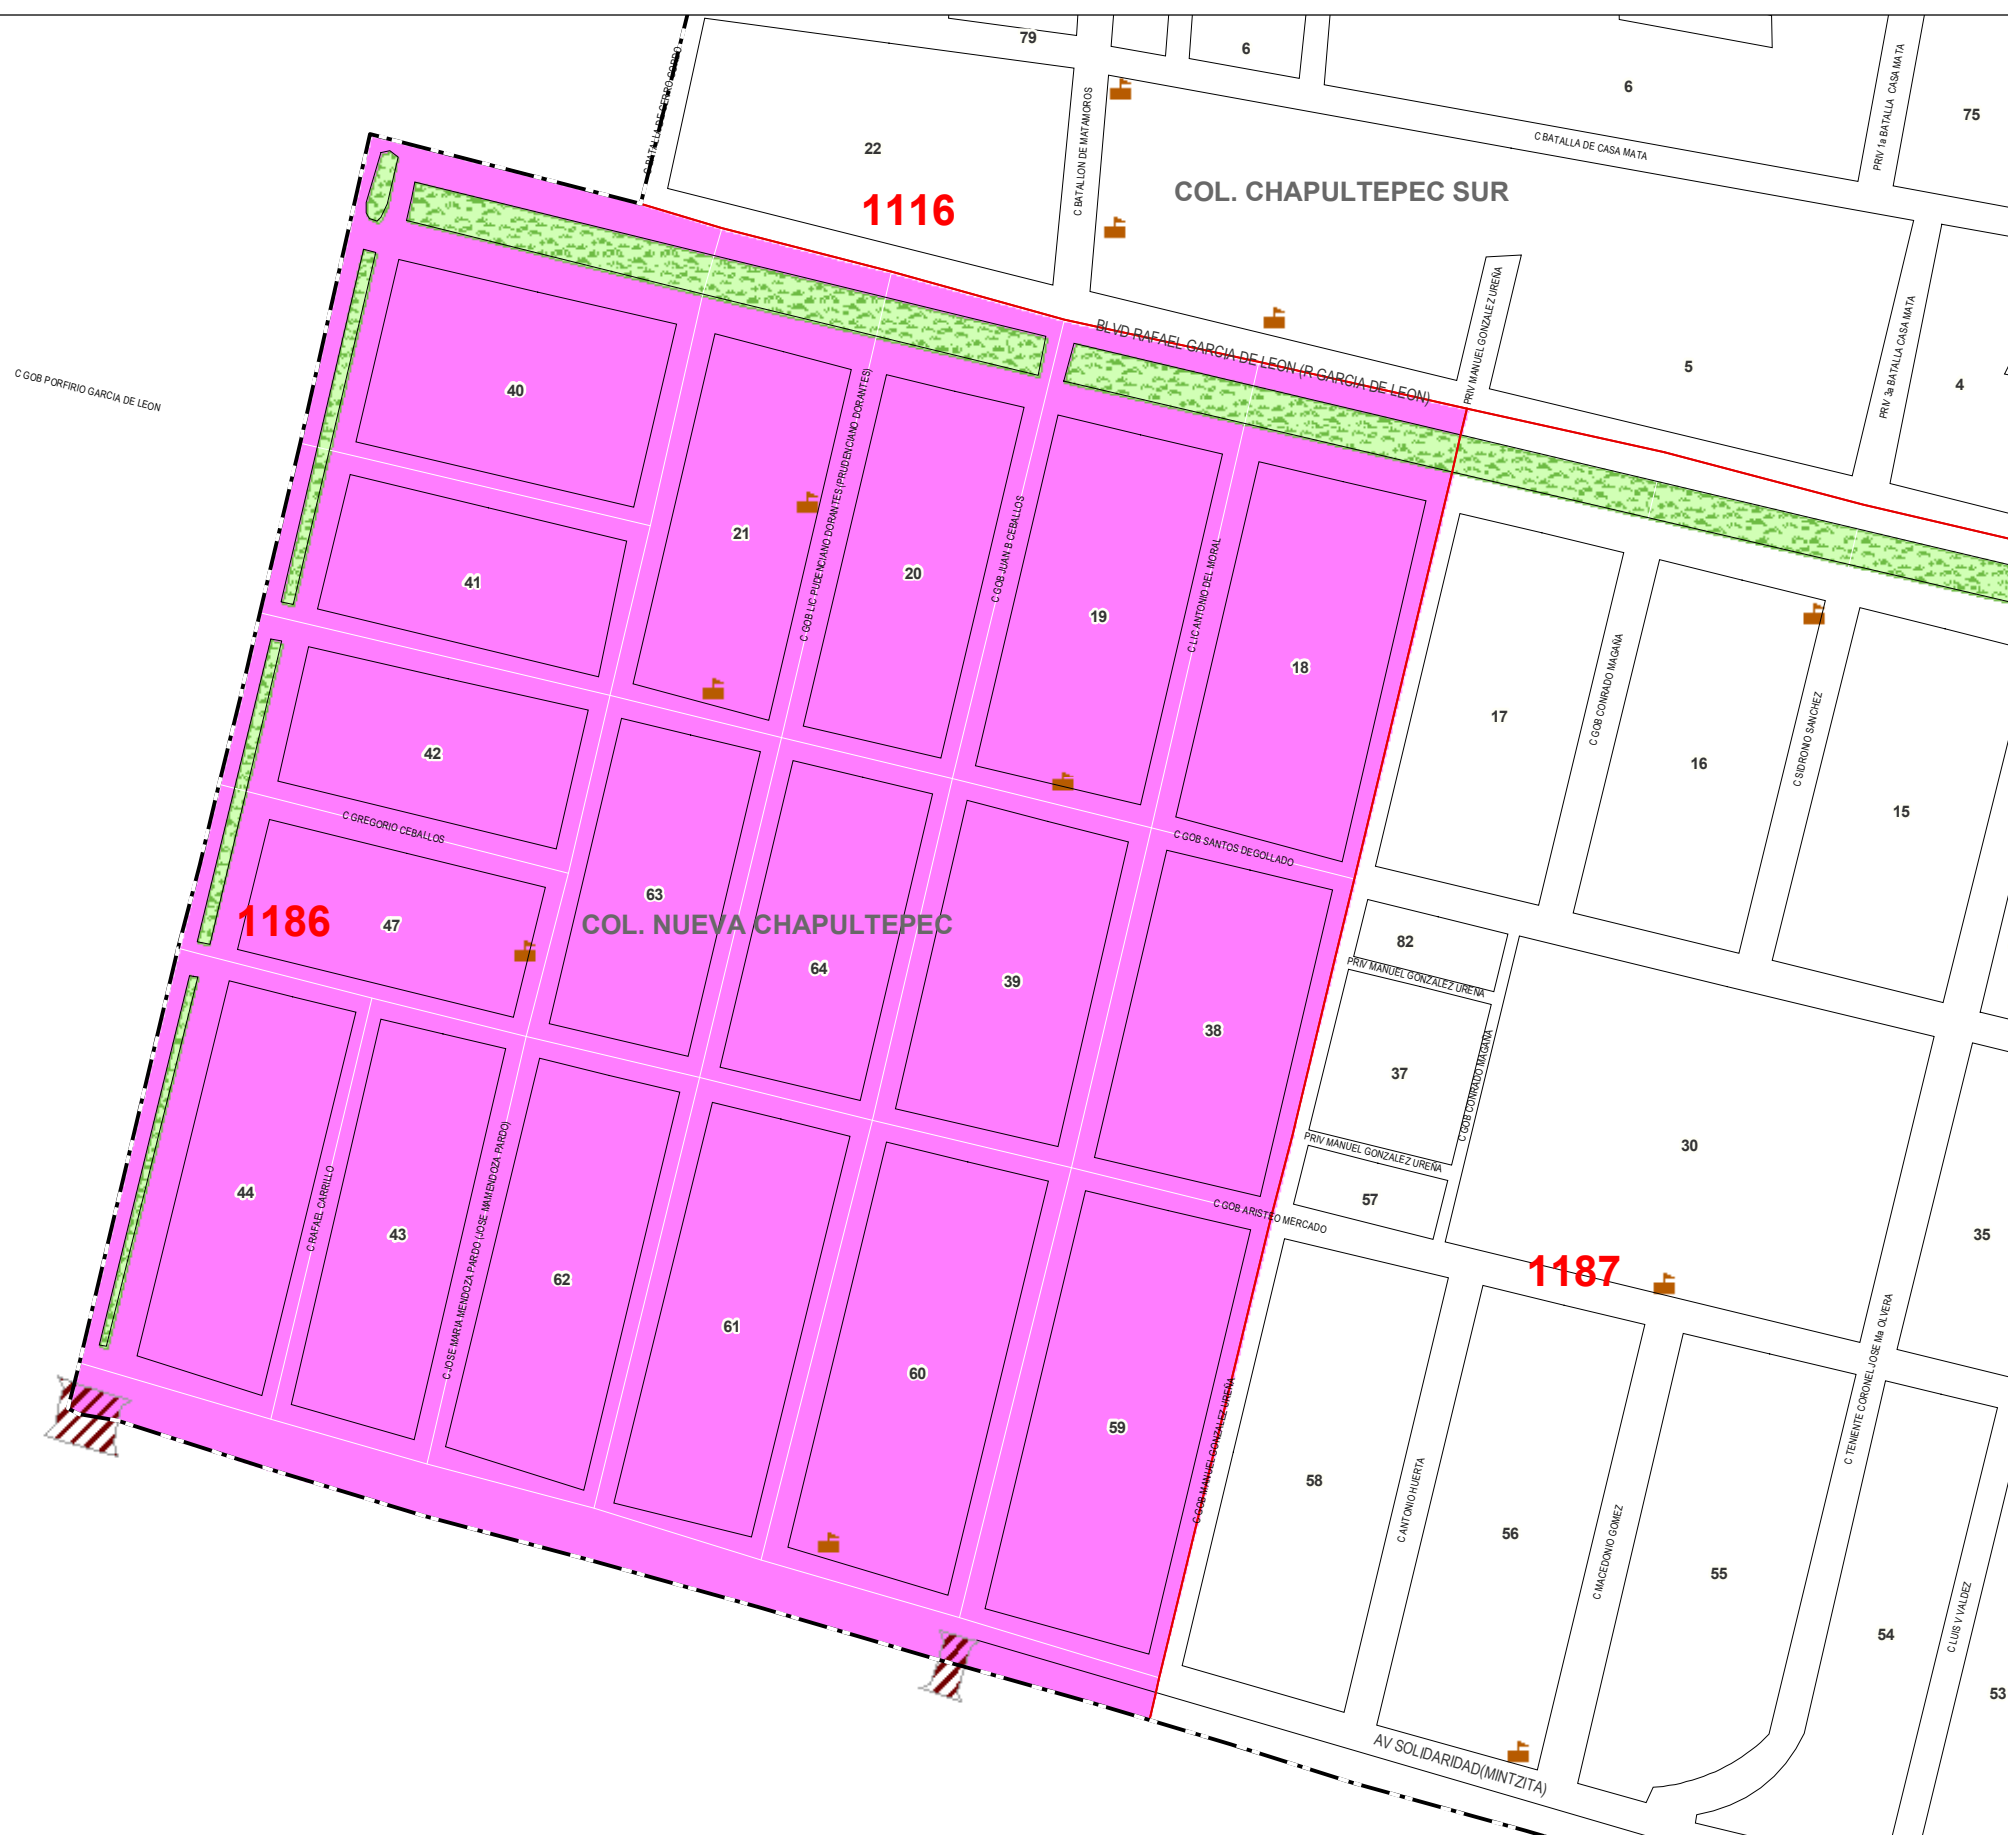 79
6
6
75
C BATALLA DE CERRO GORDO
PRIV 1a BATALLA CASA MATA
22
C BATALLON DE MATAMOROS
C BATALLA DE CASA MATA
COL. CHAPULTEPEC SUR
1116
BLVD RAFAEL GARCIA DE LEON (R GARCIA DE LEON)
PRIV MANUEL GONZALEZ UREÑA
PRIV 3a BATALLA CASA MATA
5
4
C GOB PORFIRIO GARCIA DE LEON
40
41
42
21
20
19
18
C GOB LIC PUDENCIANO DORANTES (PRUDENCIANO DORANTES)
C GOB JUAN B CEBALLOS
C LIC ANTONIO DEL MORAL
17
16
15
C GOB CONRADO MAGAÑA
C SIDRONIO SANCHEZ
C GREGORIO CEBALLOS
C GOB SANTOS DEGOLLADO
1186
47
63
COL. NUEVA CHAPULTEPEC
64
39
38
82
PRIV MANUEL GONZALEZ UREÑA
37
C GOB CONRADO MAGAÑA
PRIV MANUEL GONZALEZ UREÑA
57
30
35
C GOB ARISTEO MERCADO
1187
44
C RAFAEL CARRILLO
43
C JOSE MARIA MENDOZA PARDO (JOSE MA MENDOZA PARDO)
62
61
60
59
C GOB MANUEL GONZALEZ UREÑA
58
C ANTONIO HUERTA
56
C MACEDONIO GOMEZ
55
C TENIENTE CORONEL JOSE Ma OLVERA
54
C LUIS V VALDEZ
53
AV SOLIDARIDAD(MINTZITA)